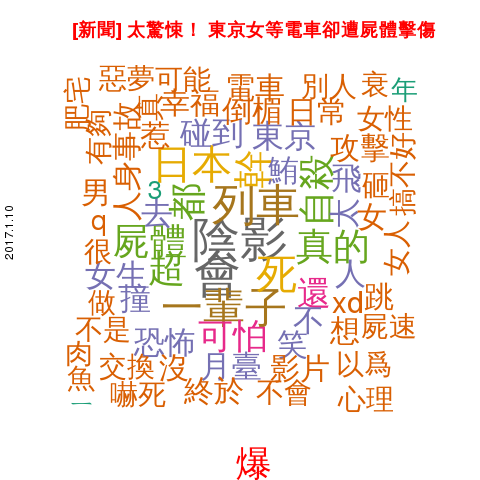 [新聞] 太驚悚！ 東京女等電車卻遭屍體擊傷
2017.1.10
肥宅 惡夢 可能 電車 別人 衰 年
真 幸福 倒楣 日常 女性
有夠 人身事故 惹 碰到 東京 攻擊 搞不好
日本 幹 鮪 自殺 飛 砸
男 3 都 列車 太 女
q 去 陰影 真的 女人
很 屍體 會 死 人
女生 超 還
做 撞 一輩子 不 xd 跳
不是 恐怖 可怕 笑 想 屍速
肉 交換 沒 月臺 影片 以爲
魚 嚇死 終於 不會 心理
一
爆